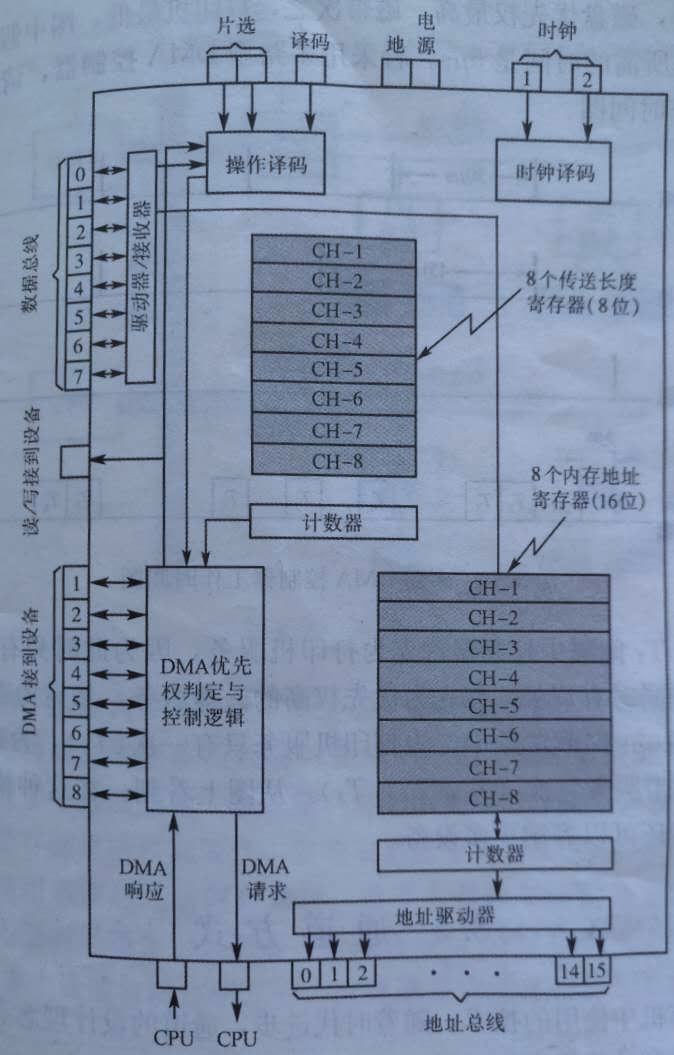 片选
译码
地
电源
时钟
1
2
操作译码
时钟译码
数据总线
0
1
2
3
4
5
6
7
驱动器/接收器
CH-1
CH-2
CH-3
CH-4
CH-5
CH-6
CH-7
CH-8
8个传送长度
寄存器(8位)
读/写接到设备
计数器
8个内存地址
寄存器(16位)
DMA接到设备
1
2
3
4
5
6
7
8
DMA优先
权判定与
控制逻辑
CH-1
CH-2
CH-3
CH-4
CH-5
CH-6
CH-7
CH-8
计数器
DMA
响应
DMA
请求
地址驱动器
0
1
2
· · ·
14
15
地址总线
CPU
CPU